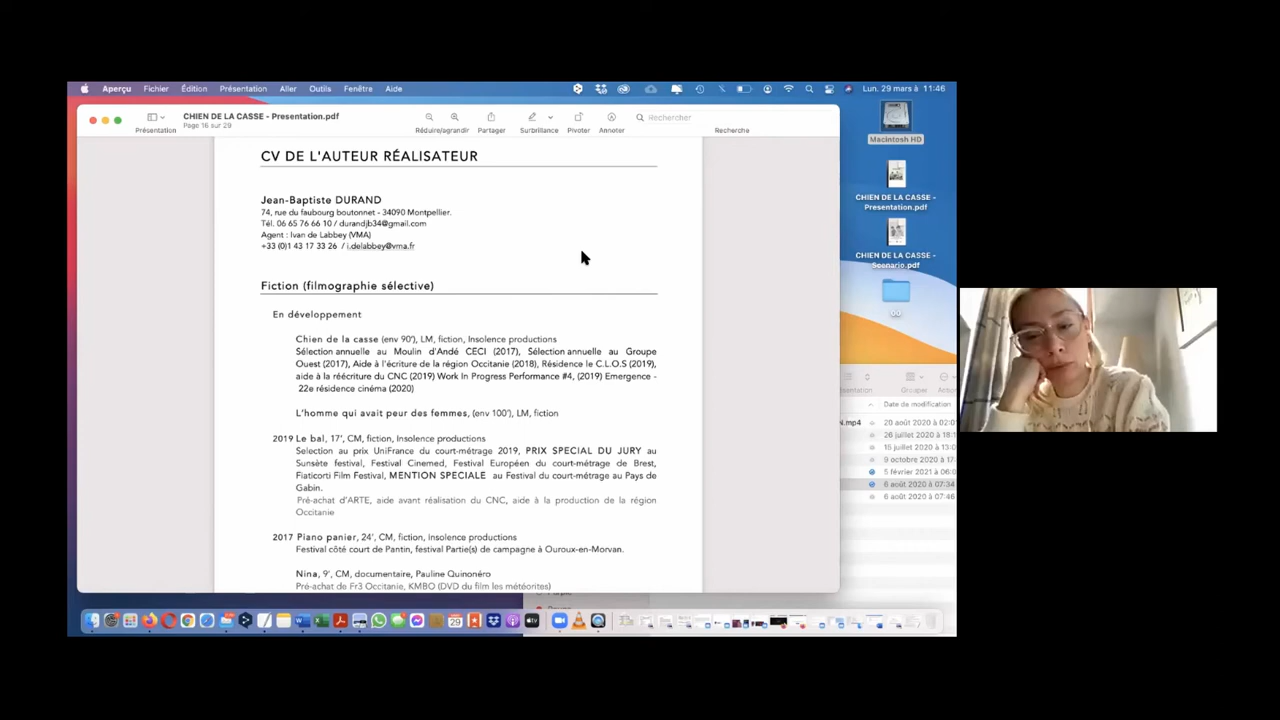 Aperçu Fichier Édition Présentation Aller Outils Fenêtre Aide Lun. 29 mars à 11:46
CHIEN DE LA CASSE - Presentation.pdf
Page 16 sur 29
Présentation Réduire/agrandir Partager Surbrillance Pivoter Annoter Rechercher Recherche
CV DE L'AUTEUR RÉALISATEUR
Jean-Baptiste DURAND
74, rue du faubourg boutonnet - 34090 Montpellier.
Tél. 06 65 76 66 10 / durandjb34@gmail.com
Agent : Ivan de Labbey (VMA)
+33 (0)1 43 17 33 26 / i.delabbey@vma.fr
Fiction (filmographie sélective)
En développement
Chien de la casse (env 90'), LM, fiction, Insolence productions
Sélection annuelle au Moulin d'Andé CECI (2017), Sélection annuelle au Groupe
Ouest (2017), Aide à l'écriture de la région Occitanie (2018), Résidence le C.L.O.S (2019),
aide à la réécriture du CNC (2019) Work In Progress Performance #4, (2019) Emergence -
22e résidence cinéma (2020)
L'homme qui avait peur des femmes, (env 100'), LM, fiction
2019 Le bal, 17', CM, fiction, Insolence productions
Selection au prix UniFrance du court-métrage 2019, PRIX SPECIAL DU JURY au
Sunsète festival, Festival Cinemed, Festival Européen du court-métrage de Brest,
Fiaticorti Film Festival, MENTION SPECIALE au Festival du court-métrage au Pays de
Gabin.
Pré-achat d'ARTE, aide avant réalisation du CNC, aide à la production de la région
Occitanie
2017 Piano panier, 24', CM, fiction, Insolence productions
Festival côté court de Pantin, festival Partie(s) de campagne à Ouroux-en-Morvan.
Nina, 9', CM, documentaire, Pauline Quinonéro
Pré-achat de Fr3 Occitanie, KMBO (DVD du film les météorites)
Macintosh HD
CHIEN DE LA CASSE -
Presentation.pdf
CHIEN DE LA CASSE -
Scenario.pdf
Grouper
Date de modification
N.mp4 20 août 2020 à 02:0
26 juillet 2020 à 18:1
15 juillet 2020 à 13:0
9 octobre 2020 à 17
5 février 2021 à 06:0
6 août 2020 à 07:34
6 août 2020 à 07:46